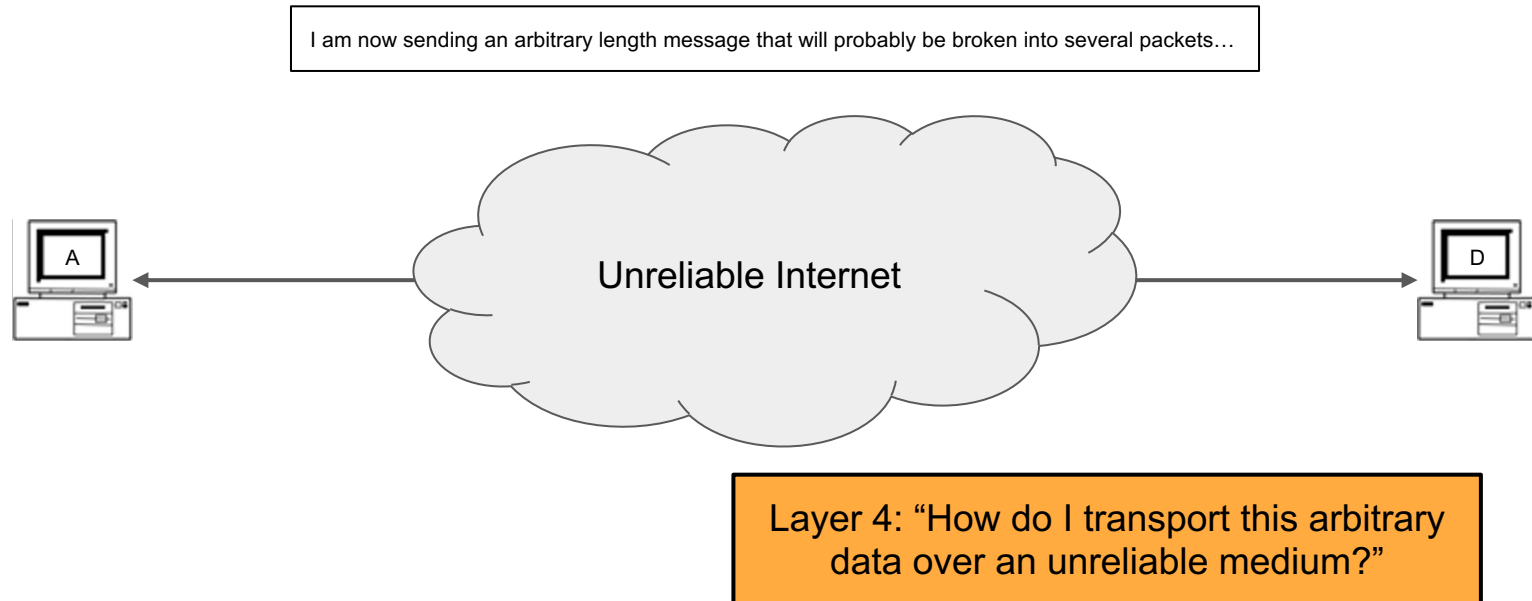 I am now sending an arbitrary length message that will probably be broken into several packets…
A
Unreliable Internet
D
Layer 4: “How do I transport this arbitrary
data over an unreliable medium?”